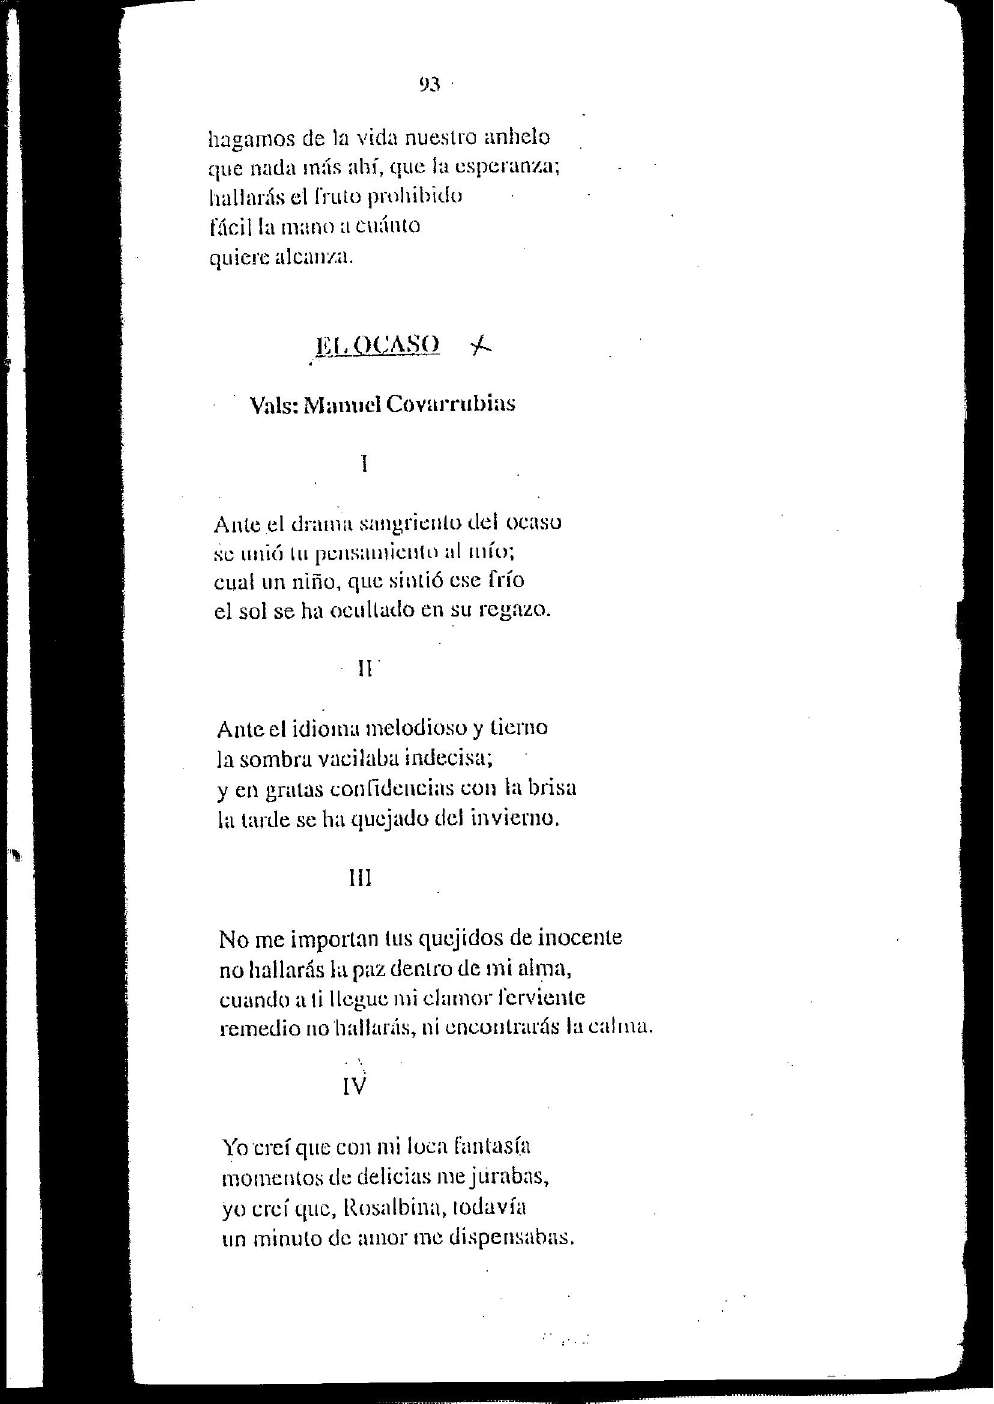 93
hagamos de la vida nuestro anhelo
que nada más ahí, que la esperanza;
hallarás el fruto prohibido
fácil la mano a cuánto
quiere alcanza.
EL OCASO
Vals: Manuel Covarrubias
I
Ante el drama sangriento del ocaso
se unió tu pensamiento al mío;
cual un niño, que sintió ese frío
el sol se ha ocultado en su regazo.
II
Ante el idioma melodioso y tierno
la sombra vacilaba indecisa;
y en gratas confidencias con la brisa
la tarde se ha quejado del invierno.
III
No me importan tus quejidos de inocente
no hallarás la paz dentro de mi alma,
cuando a ti llegue mi clamor ferviente
remedio no hallarás, ni encontrarás la calma.
IV
Yo creí que con mi loca fantasía
momentos de delicias me jurabas,
yo creí que, Rosalbina, todavía
un minuto de amor me dispensabas.